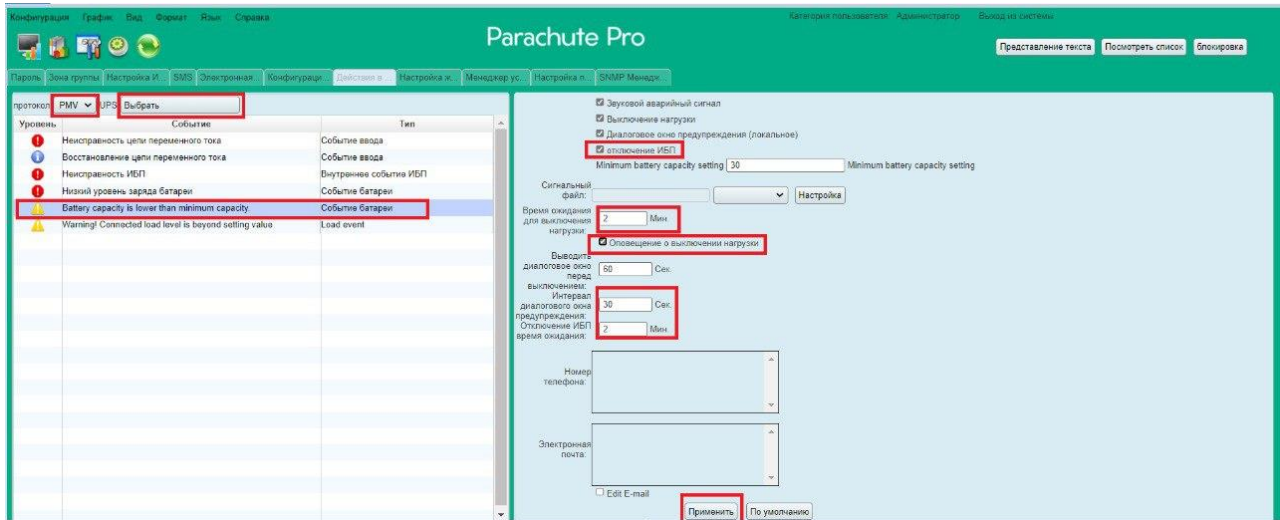 Конфигурация График Вид Формат Язык Справка
Категория пользователя Администратор Выход из системы
Parachute Pro
Представление текста Посмотреть список блокировка
Пароль Зона группы Настройка И... SMS Электронная... Конфигураци... Действия в ... Настройка ж... Менеджер ус... Настройка п... SNMP Менедж...
протокол PMV UPS Выбрать
Уровень Событие Тип
Неисправность цепи переменного тока Событие ввода
Восстановление цепи переменного тока Событие ввода
Неисправность ИБП Внутреннее событие ИБП
Низкий уровень заряда батареи Событие батареи
Battery capacity is lower than minimum capacity. Событие батареи
Warning! Connected load level is beyond setting value Load event
Звуковой аварийный сигнал
Выключение нагрузки
Диалоговое окно предупреждения (локальное)
отключение ИБП
Minimum battery capacity setting 30 Minimum battery capacity setting
Сигнальный
файл:
Настройка
Время ожидания
для выключения
нагрузки:
2 Мин.
Оповещение о выключении нагрузки
Выводить
диалоговое окно
перед
выключением:
60 Сек.
Интервал
диалогового окна
предупреждения:
30 Сек.
Отключение ИБП
время ожидания:
2 Мин.
Номер
телефона:
Электронная
почта:
Edit E-mail
Применить По умолчанию